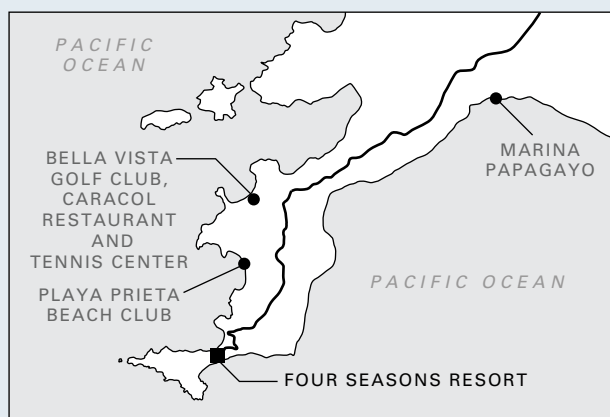 PACIFIC
OCEAN
BELLA VISTA
GOLF CLUB,
CARACOL
RESTAURANT
AND
TENNIS CENTER
PLAYA PRIETA
BEACH CLUB
MARINA
PAPAGAYO
PACIFIC OCEAN
FOUR SEASONS RESORT